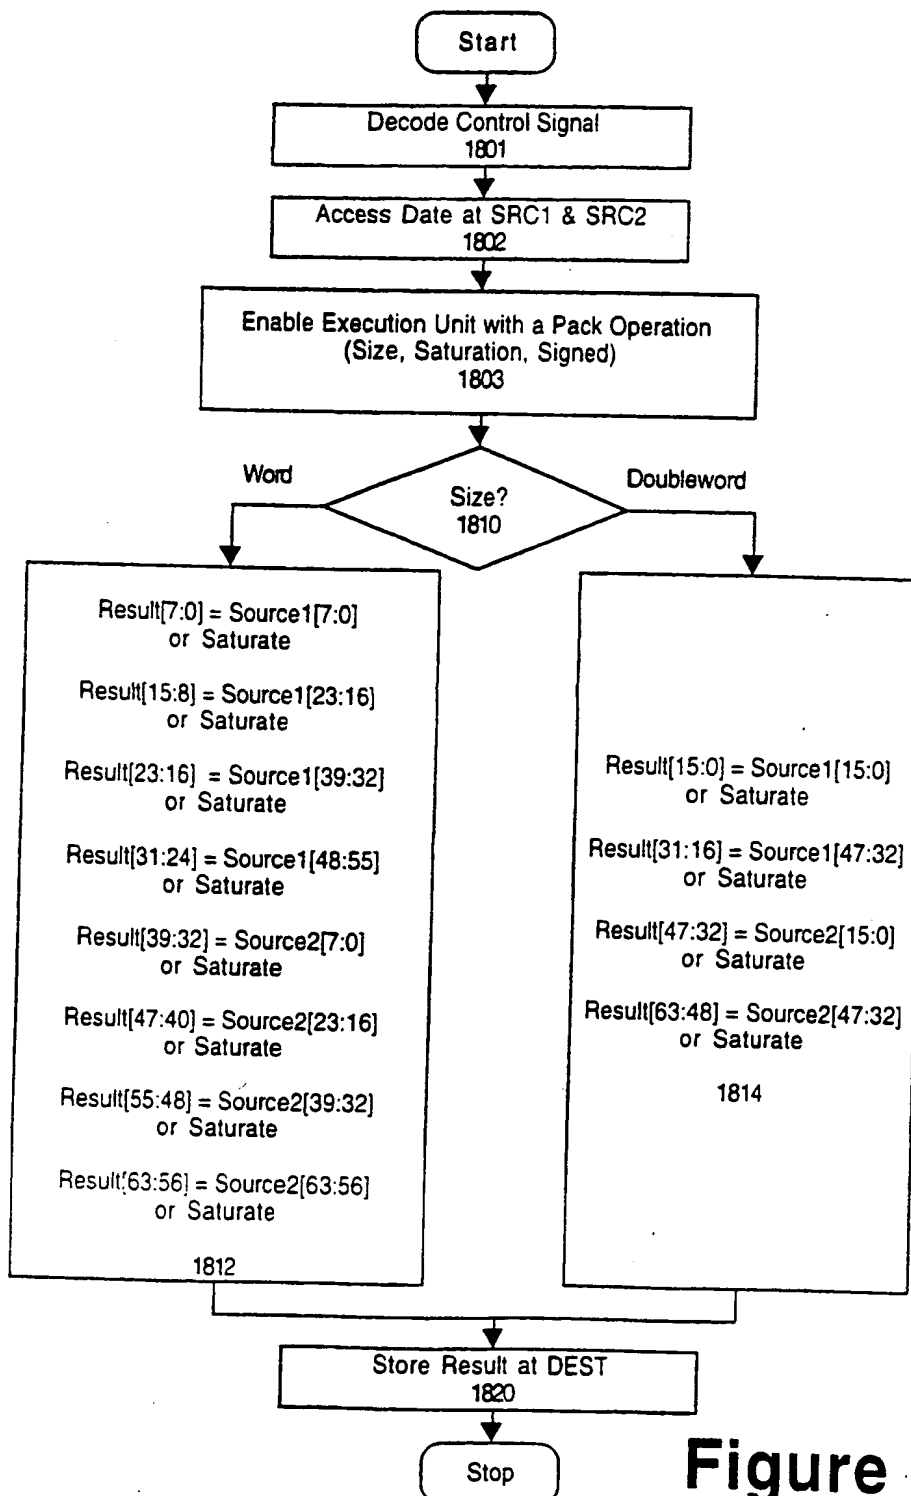 Start
Decode Control Signal
1801
Access Date at SRC1 & SRC2
1802
Enable Execution Unit with a Pack Operation
(Size, Saturation, Signed)
1803
Word
Size?
1810
Doubleword
Result[7:0] = Source1[7:0]
or Saturate
Result[15:8] = Source1[23:16]
or Saturate
Result[23:16] = Source1[39:32]
or Saturate
Result[31:24] = Source1[48:55]
or Saturate
Result[39:32] = Source2[7:0]
or Saturate
Result[47:40] = Source2[23:16]
or Saturate
Result[55:48] = Source2[39:32]
or Saturate
Result[63:56] = Source2[63:56]
or Saturate
1812
Result[15:0] = Source1[15:0]
or Saturate
Result[31:16] = Source1[47:32]
or Saturate
Result[47:32] = Source2[15:0]
or Saturate
Result[63:48] = Source2[47:32]
or Saturate
1814
Store Result at DEST
1820
Stop
Figure